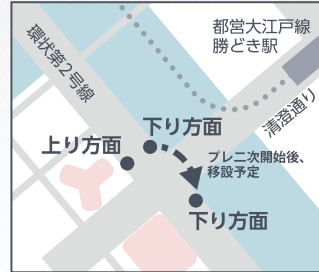 都営大江戸線
勝どき駅
環状第2号線
清澄通り
下り方面
上り方面
プレ二次開始後、
移設予定
下り方面